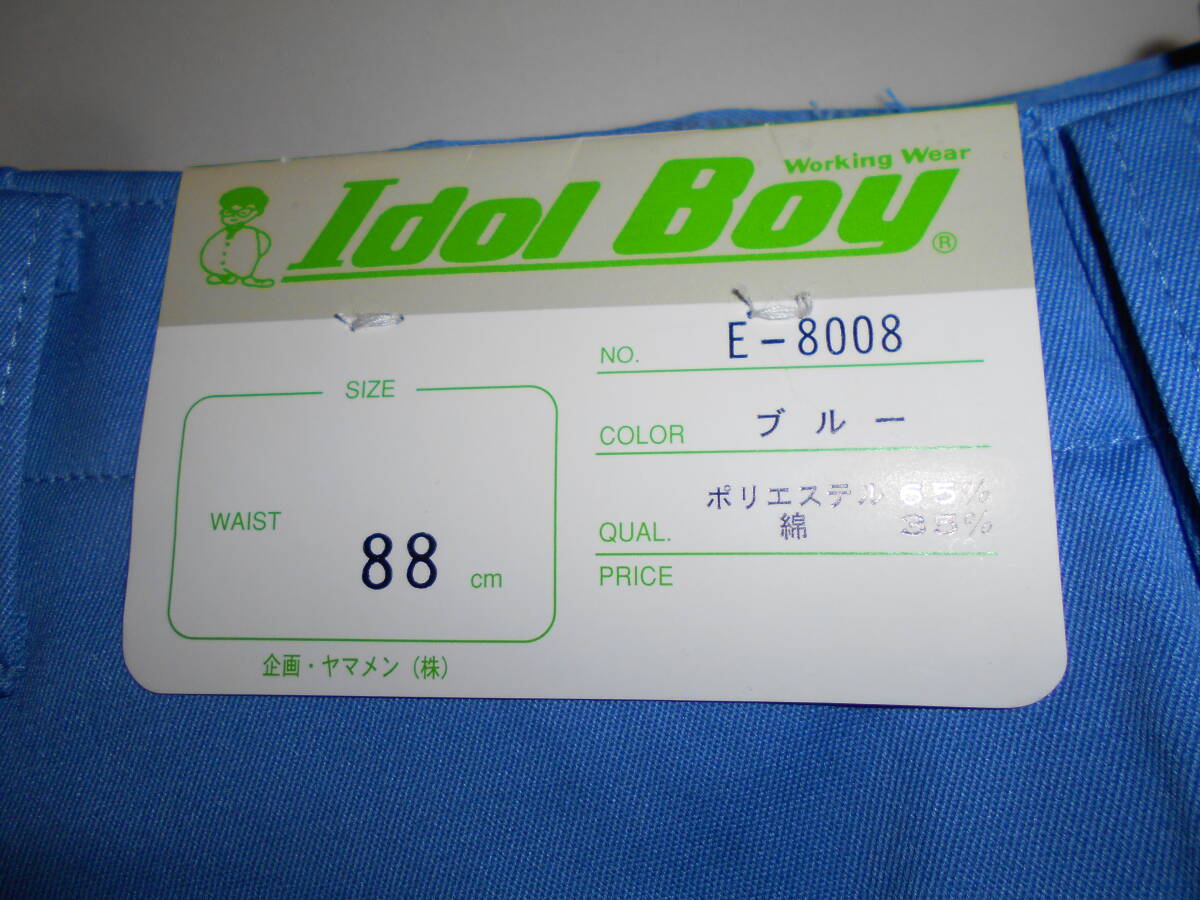 Working Wear
Idol Boy ®
NO. E-8008
SIZE
COLOR ブルー
WAIST 88 cm
QUAL. ポリエステル 65%
綿 35%
PRICE
企画・ヤマメン（株）